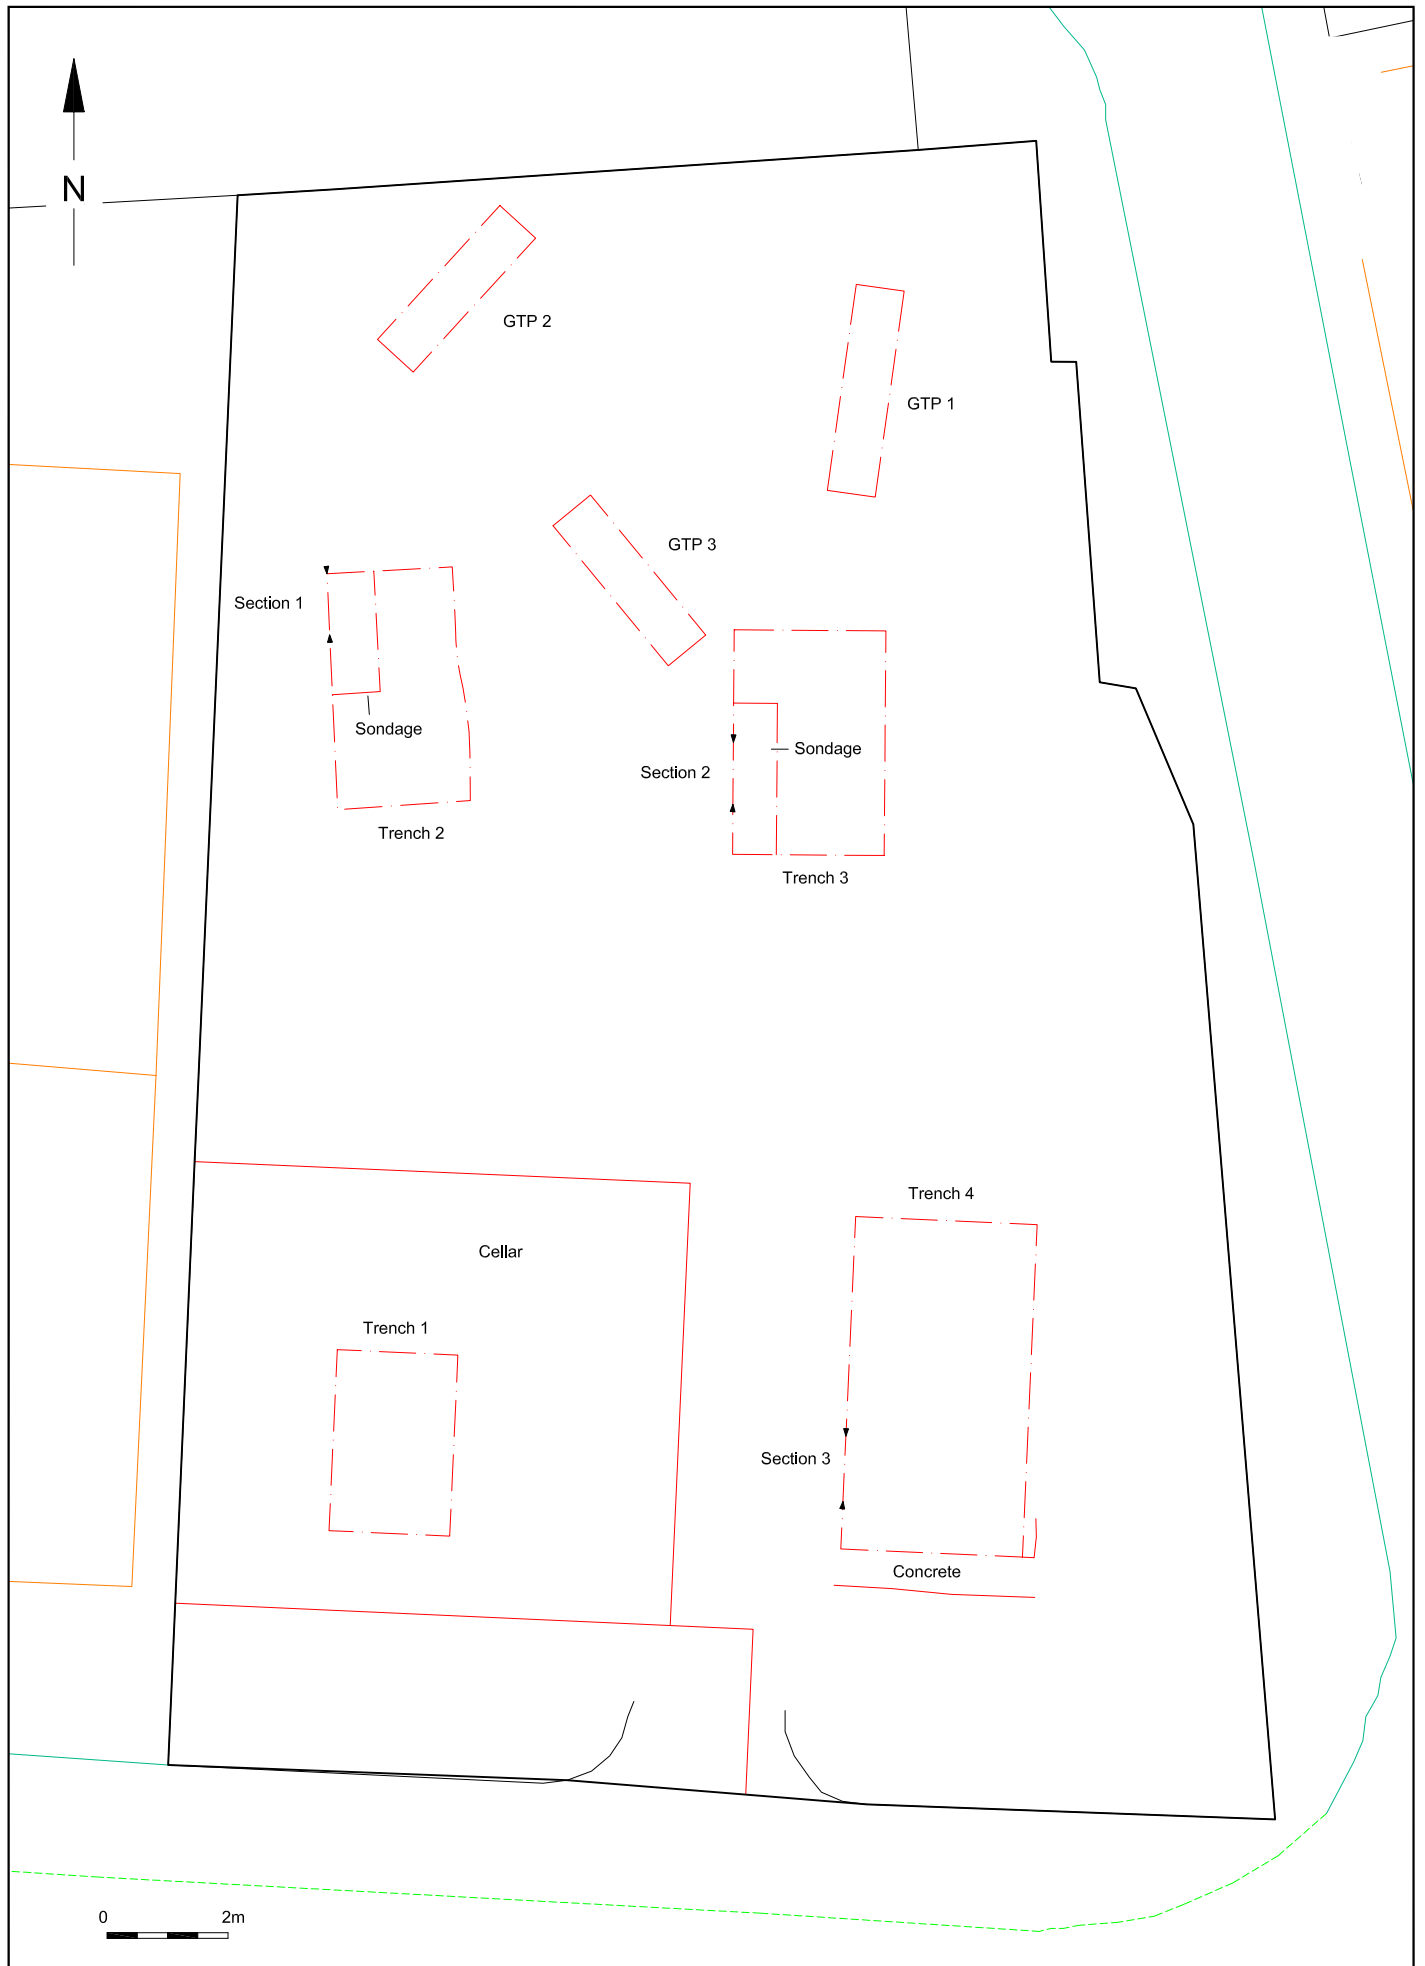 N
GTP 2
GTP 1
GTP 3
Section 1
Sondage
Section 2
Sondage
Trench 2
Trench 3
Trench 4
Cellar
Trench 1
Section 3
Concrete
0 2m